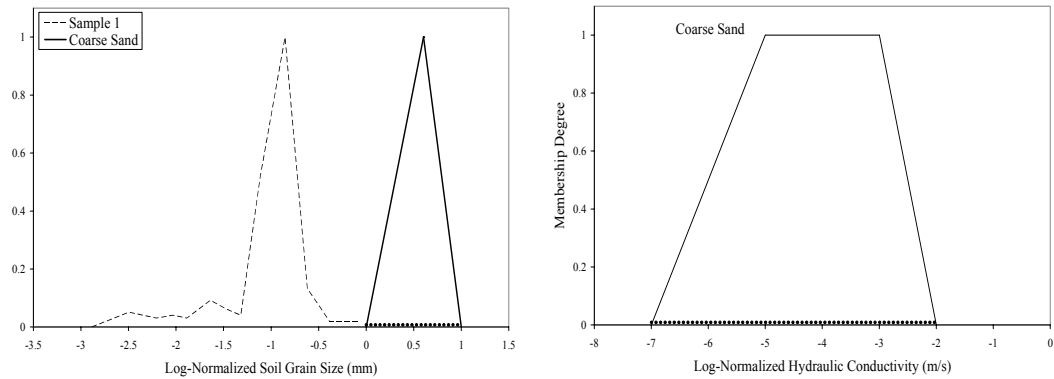 Sample 1
Coarse Sand
1
0.8
0.6
0.4
0.2
0
-3.5 -3 -2.5 -2 -1.5 -1 -0.5 0 0.5 1 1.5
Log-Normalized Soil Grain Size (mm)
Coarse Sand
Membership Degree
1
0.8
0.6
0.4
0.2
0
-8 -7 -6 -5 -4 -3 -2 -1 0
Log-Normalized Hydraulic Conductivity (m/s)